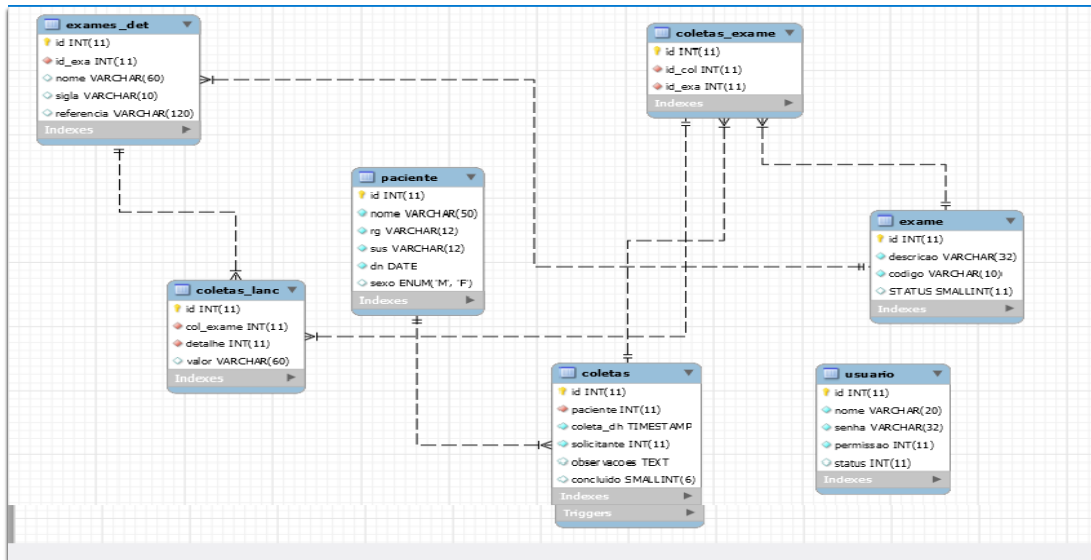 exames_det
id INT(11)
id_exa INT(11)
nome VARCHAR(60)
sigla VARCHAR(10)
referencia VARCHAR(120)
Indexes
coletas_exame
id INT(11)
id_col INT(11)
id_exa INT(11)
Indexes
paciente
id INT(11)
nome VARCHAR(50)
rg VARCHAR(12)
sus VARCHAR(12)
dn DATE
sexo ENUM('M', 'F')
Indexes
exame
id INT(11)
descricao VARCHAR(32)
codigo VARCHAR(10)
STATUS SMALLINT(11)
Indexes
coletas_lanc
id INT(11)
col_exame INT(11)
detalhe INT(11)
valor VARCHAR(60)
Indexes
coletas
id INT(11)
paciente INT(11)
coleta_dh TIMESTAMP
solicitante INT(11)
observacoes TEXT
concluido SMALLINT(6)
Indexes
Triggers
usuario
id INT(11)
nome VARCHAR(20)
senha VARCHAR(32)
permissao INT(11)
status INT(11)
Indexes